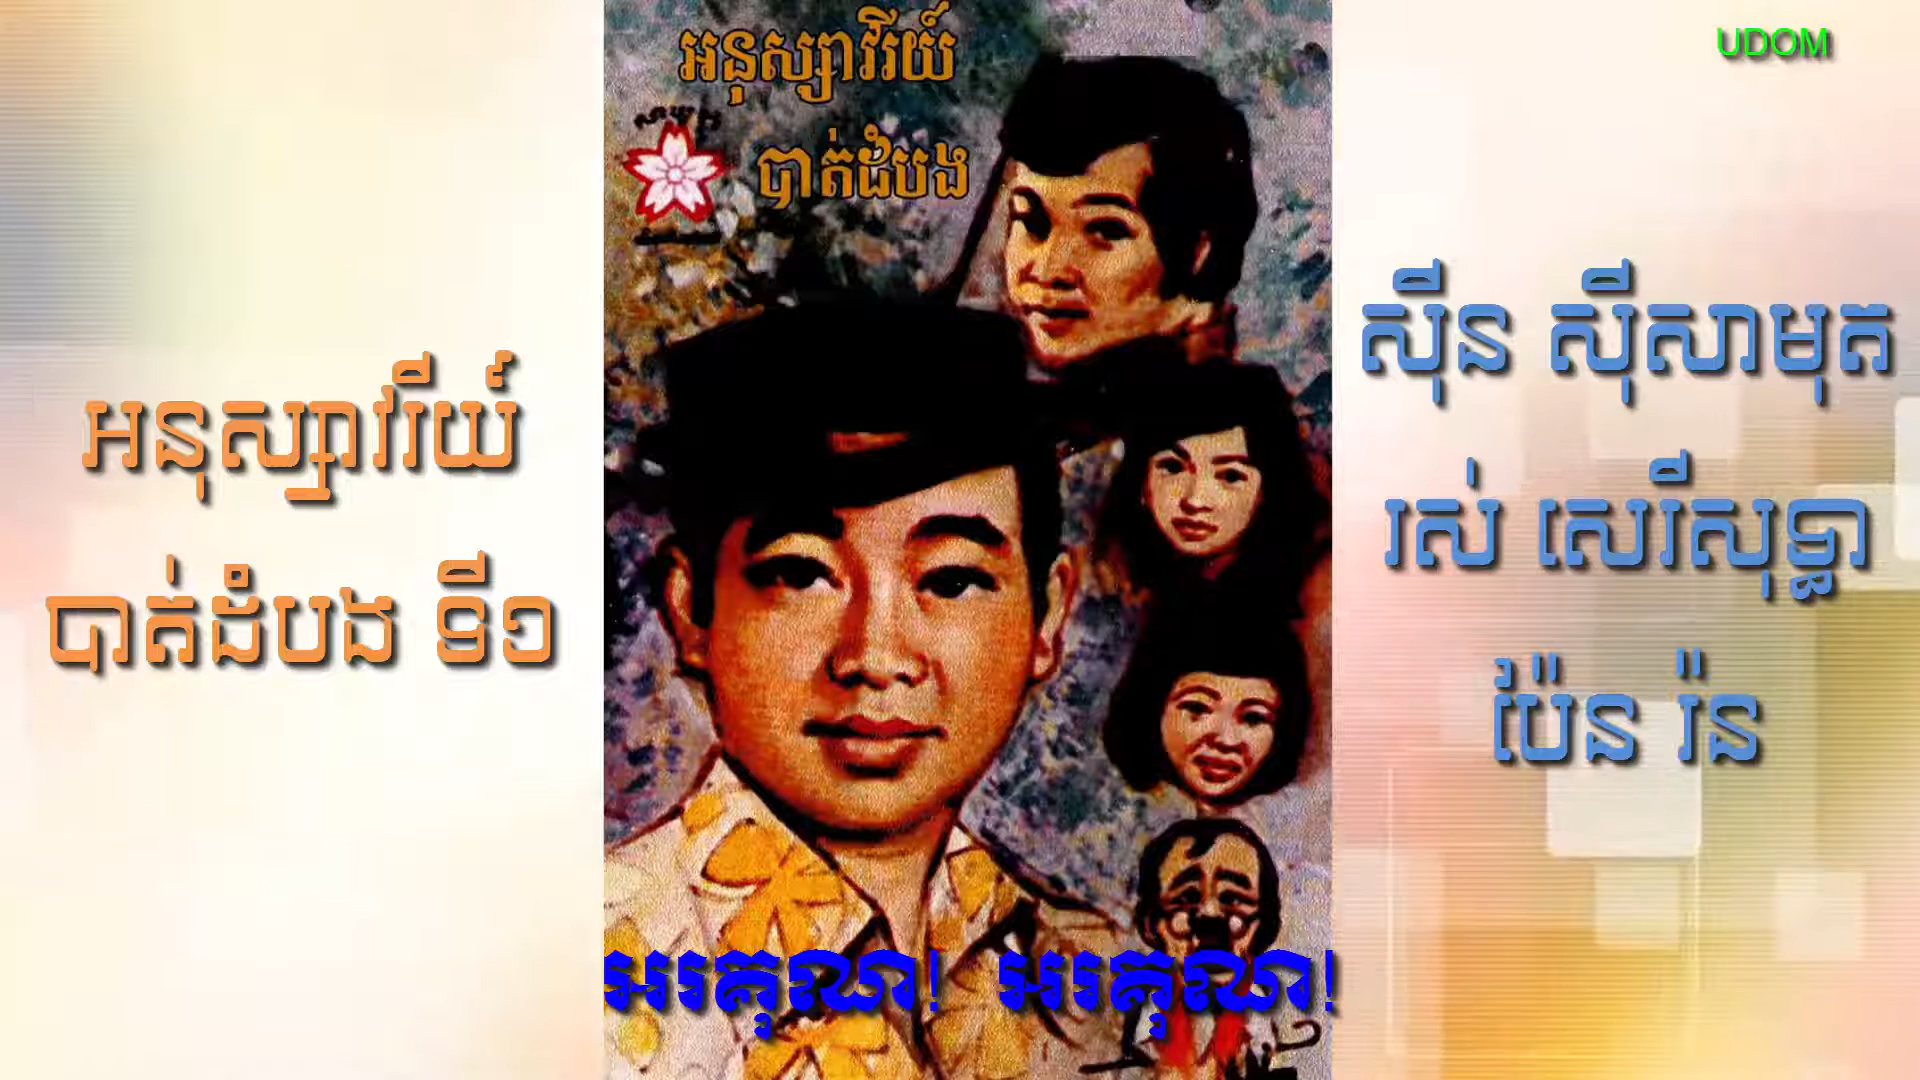 UDOM
អនុស្សាវរីយ៍
បាត់ដំបង
អនុស្សាវរីយ៍
បាត់ដំបង ទី១
ស៊ីន ស៊ីសាមុត
រស់ សេរីសុទ្ធា
ប៉ែន រ៉ន
អរគុណ! អរគុណ!